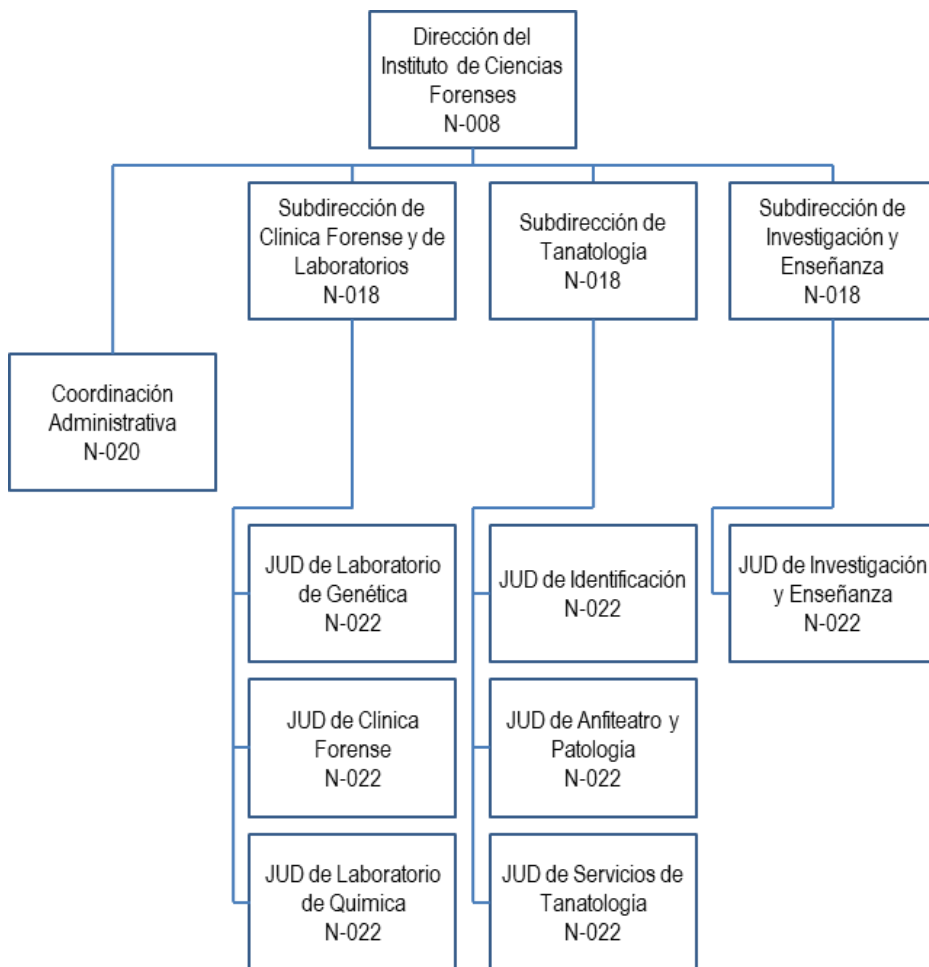 Dirección del
Instituto de Ciencias
Forenses
N-008
Subdirección de
Clínica Forense y de
Laboratorios
N-018
Subdirección de
Tanatología
N-018
Subdirección de
Investigación y
Enseñanza
N-018
Coordinación
Administrativa
N-020
JUD de Laboratorio
de Genética
N-022
JUD de Identificación
N-022
JUD de Investigación
y Enseñanza
N-022
JUD de Clínica
Forense
N-022
JUD de Anfiteatro y
Patología
N-022
JUD de Laboratorio
de Química
N-022
JUD de Servicios de
Tanatología
N-022